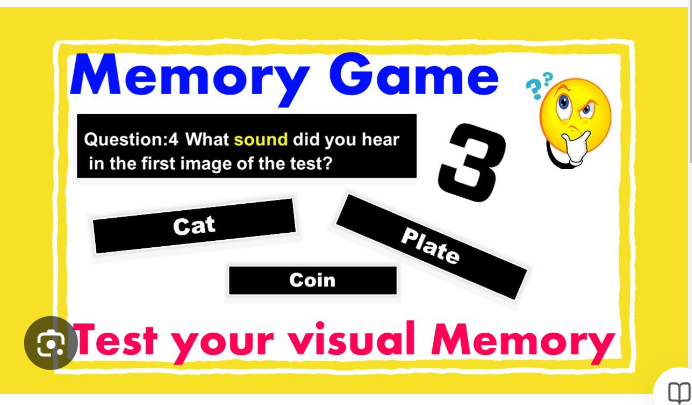 Memory Game
??
Question:4 What sound did you hear
in the first image of the test?
3
Cat
Plate
Coin
Test your visual Memory